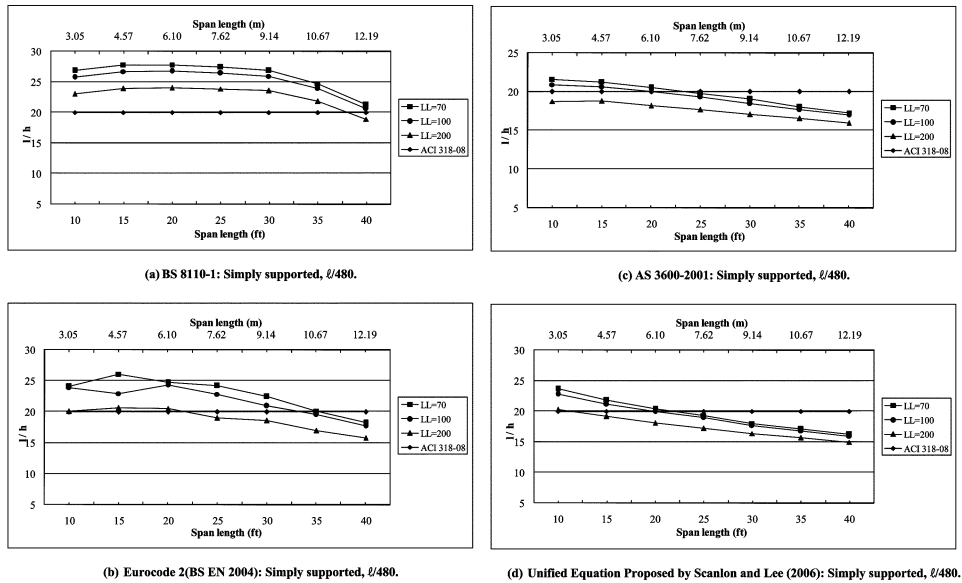 Span length (m)
3.05 4.57 6.10 7.62 9.14 10.67 12.19
30
25
20
15
10
5
l / h
10 15 20 25 30 35 40
Span length (ft)
LL=70
LL=100
LL=200
ACI 318-08
(a) BS 8110-1: Simply supported, ℓ/480.
Span length (m)
3.05 4.57 6.10 7.62 9.14 10.67 12.19
25
20
15
10
5
l / h
10 15 20 25 30 35 40
Span length (ft)
LL=70
LL=100
LL=200
ACI 318-08
(c) AS 3600-2001: Simply supported, ℓ/480.
Span length (m)
3.05 4.57 6.10 7.62 9.14 10.67 12.19
30
25
20
15
10
5
l / h
10 15 20 25 30 35 40
Span length (ft)
LL=70
LL=100
LL=200
ACI 318-08
(b) Eurocode 2(BS EN 2004): Simply supported, ℓ/480.
Span length (m)
3.05 4.57 6.10 7.62 9.14 10.67 12.19
30
25
20
15
10
5
l / h
10 15 20 25 30 35 40
Span length (ft)
LL=70
LL=100
LL=200
ACI 318-08
(d) Unified Equation Proposed by Scanlon and Lee (2006): Simply supported, ℓ/480.